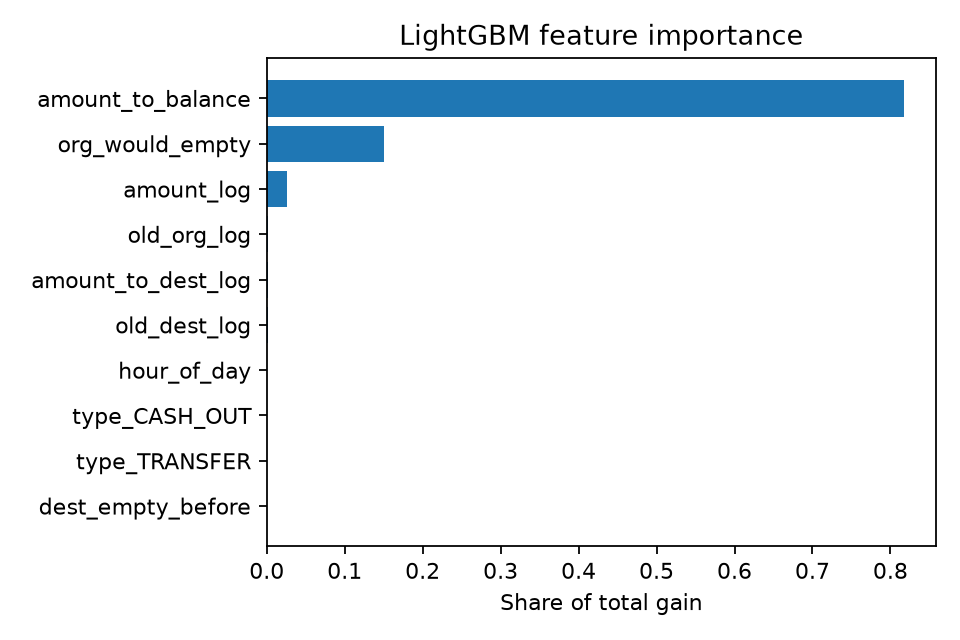 LightGBM feature importance
amount_to_balance
org_would_empty
amount_log
old_org_log
amount_to_dest_log
old_dest_log
hour_of_day
type_CASH_OUT
type_TRANSFER
dest_empty_before
0.0 0.1 0.2 0.3 0.4 0.5 0.6 0.7 0.8
Share of total gain